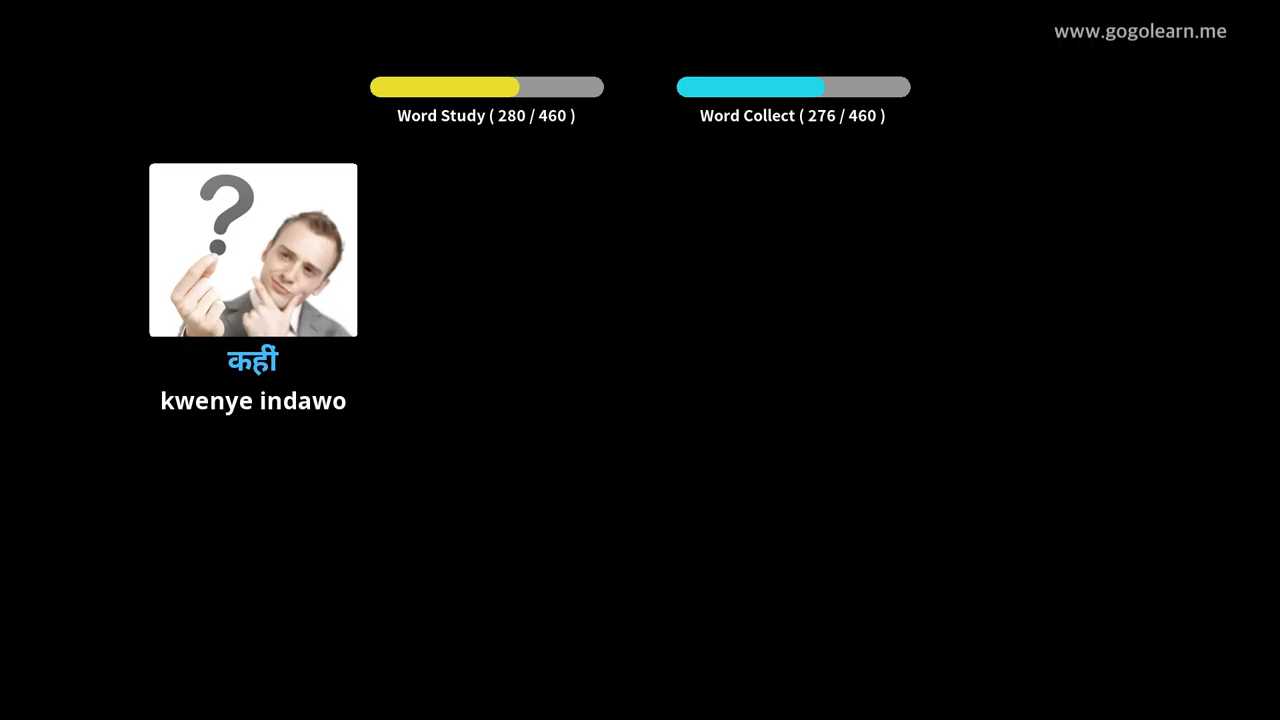 www.gogolearn.me
Word Study ( 280 / 460 )
Word Collect ( 276 / 460 )
?
कहीं
kwenye indawo